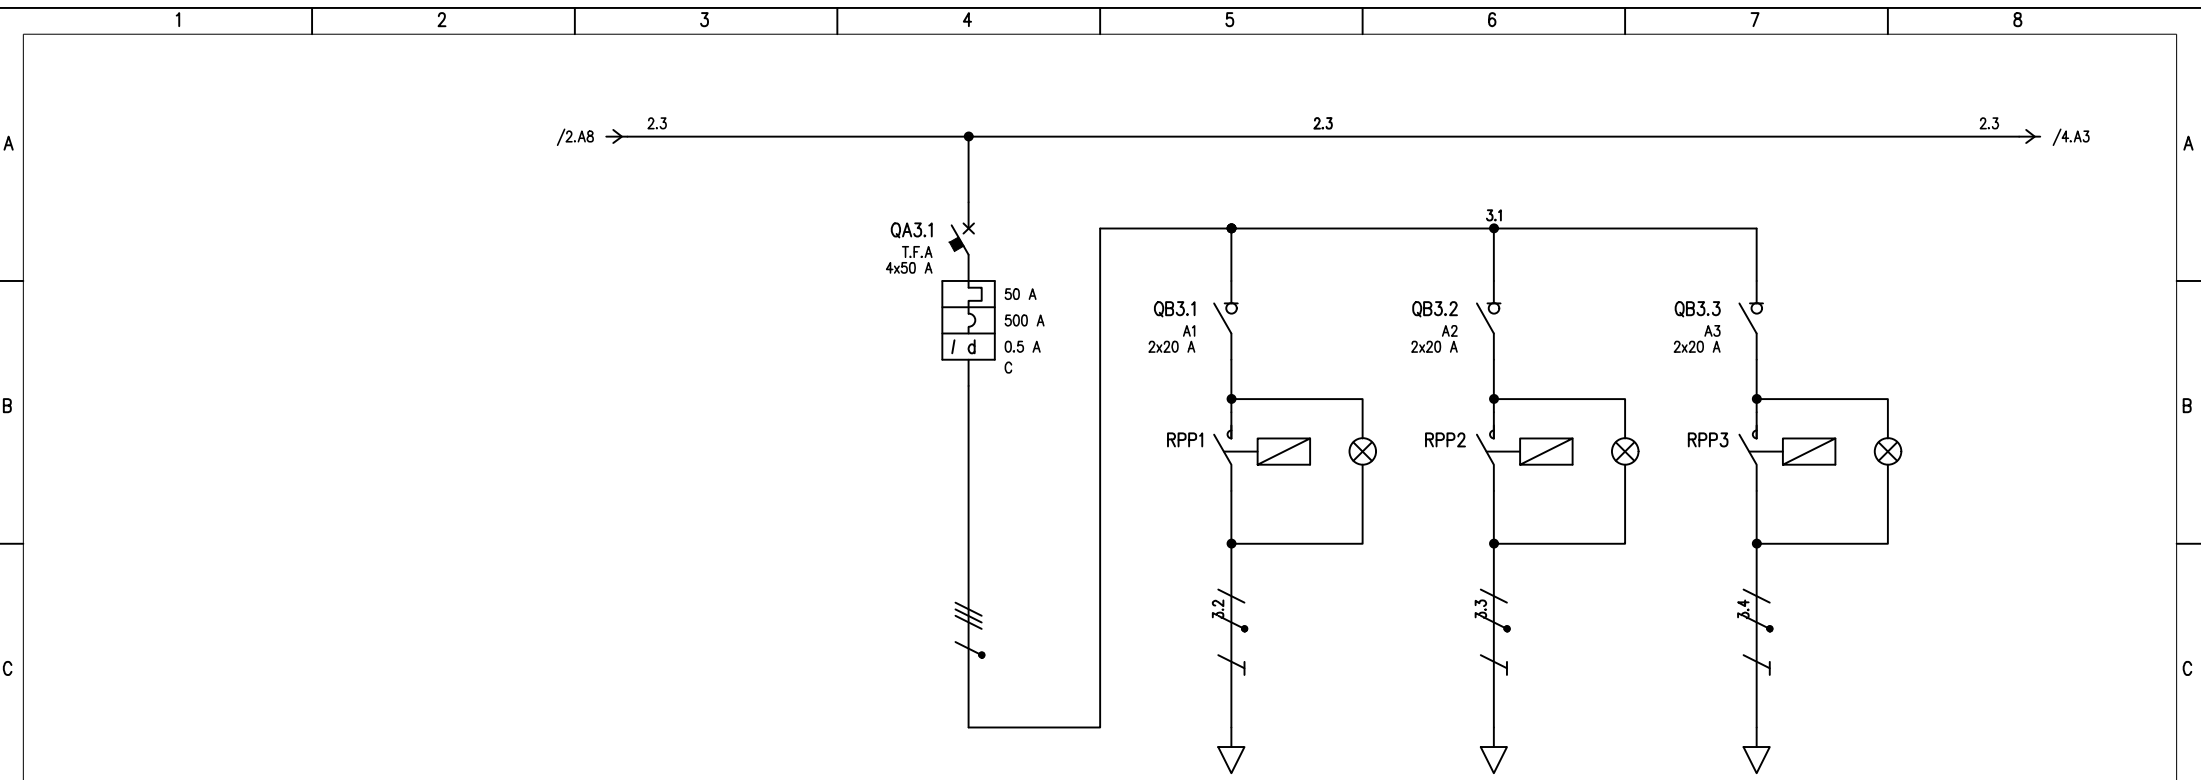 1 2 3 4 5 6 7 8
A A
2.3 2.3 2.3
/2.A8 /4.A3
3.1
QA3.1
T.F.A
4x50 A
50 A
500 A
I d 0.5 A
C
QB3.1 QB3.2 QB3.3
A1 A2 A3
2x20 A 2x20 A 2x20 A
B B
RPP1 RPP2 RPP3
3.2 3.3 3.4
C C